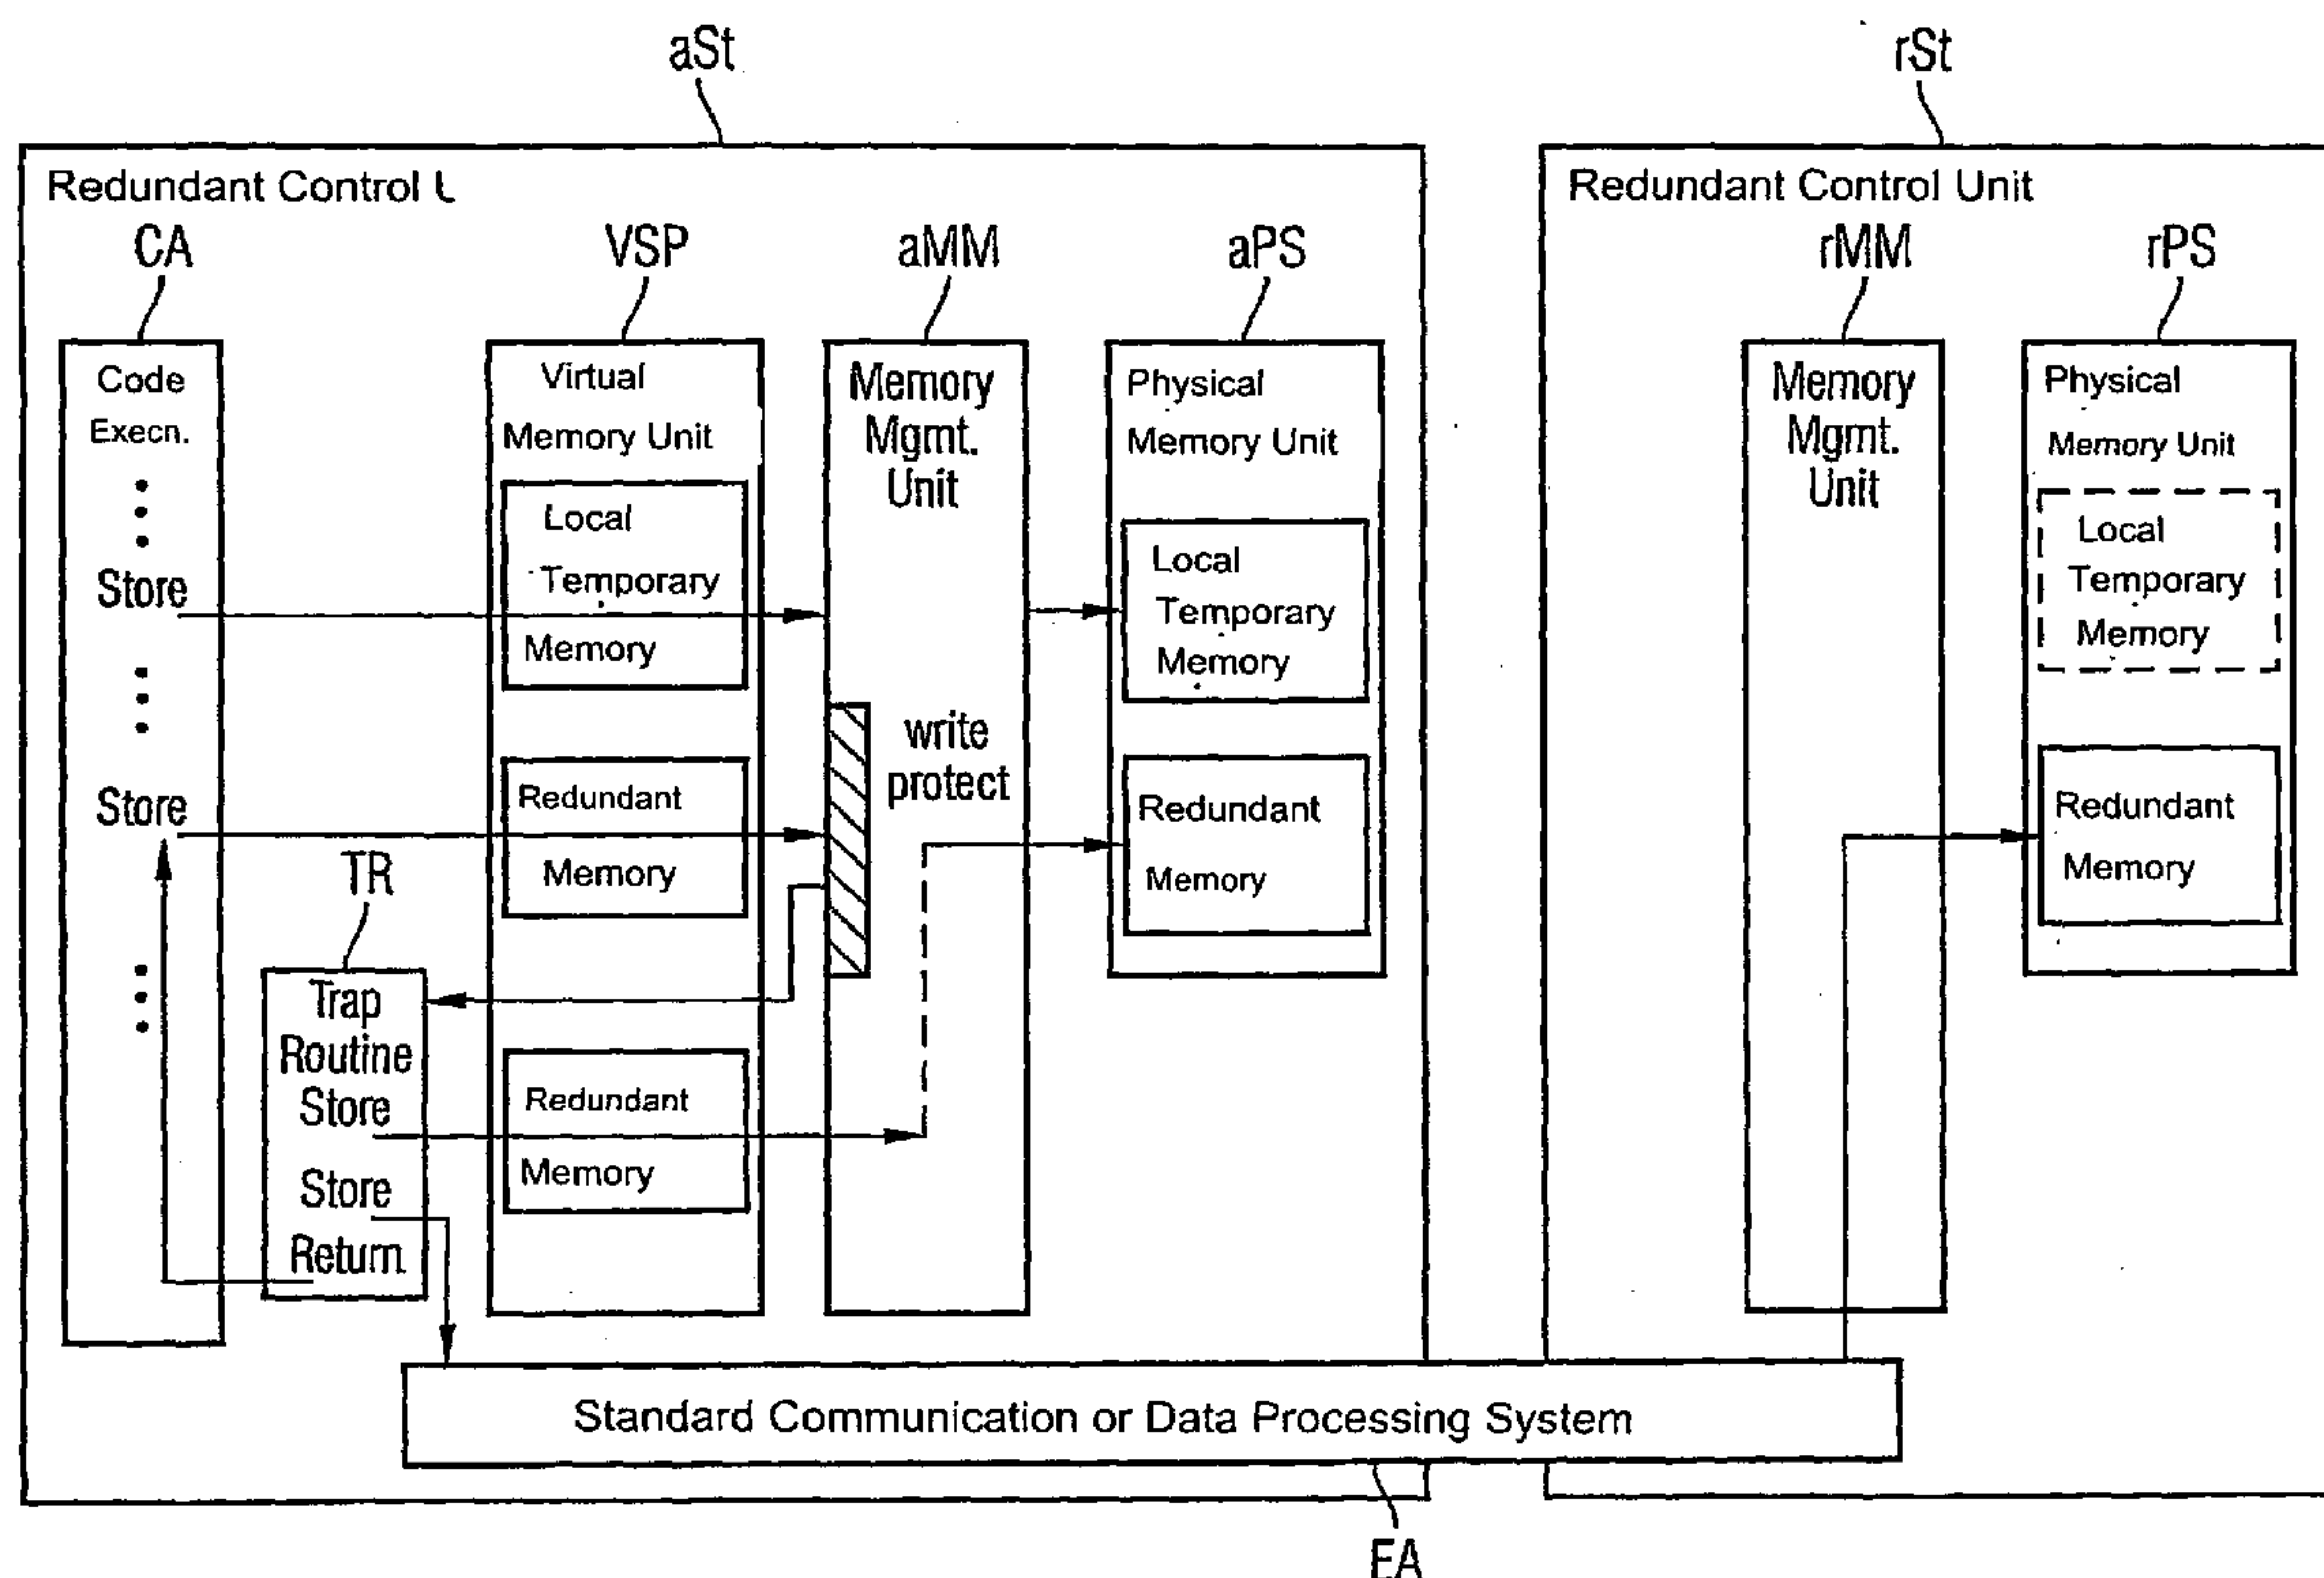 aSt
rSt
Redundant Control
Redundant Control Unit
CA
VSP
aMM
aPS
rMM
rPS
Code
Execn.
Store
Store
TR
Trap
Routine
Store
Store
Return
Virtual
Memory Unit
Local
Temporary
Memory
Redundant
Memory
Redundant
Memory
Memory
Mgmt.
Unit
write
protect
Physical
Memory Unit
Local
Temporary
Memory
Redundant
Memory
Memory
Mgmt.
Unit
Physical
Memory Unit
Local
Temporary
Memory
Redundant
Memory
Standard Communication or Data Processing System